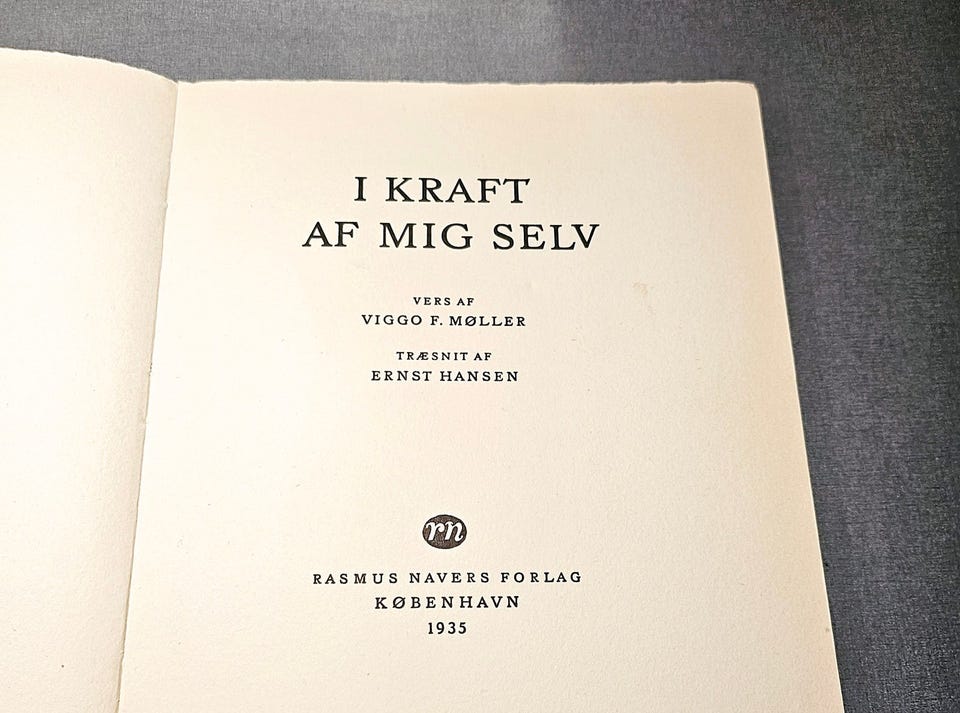 I KRAFT
AF MIG SELV
VERS AF
VIGGO F. MØLLER
TRÆSNIT AF
ERNST HANSEN
rn
RASMUS NAVERS FORLAG
KØBENHAVN
1935